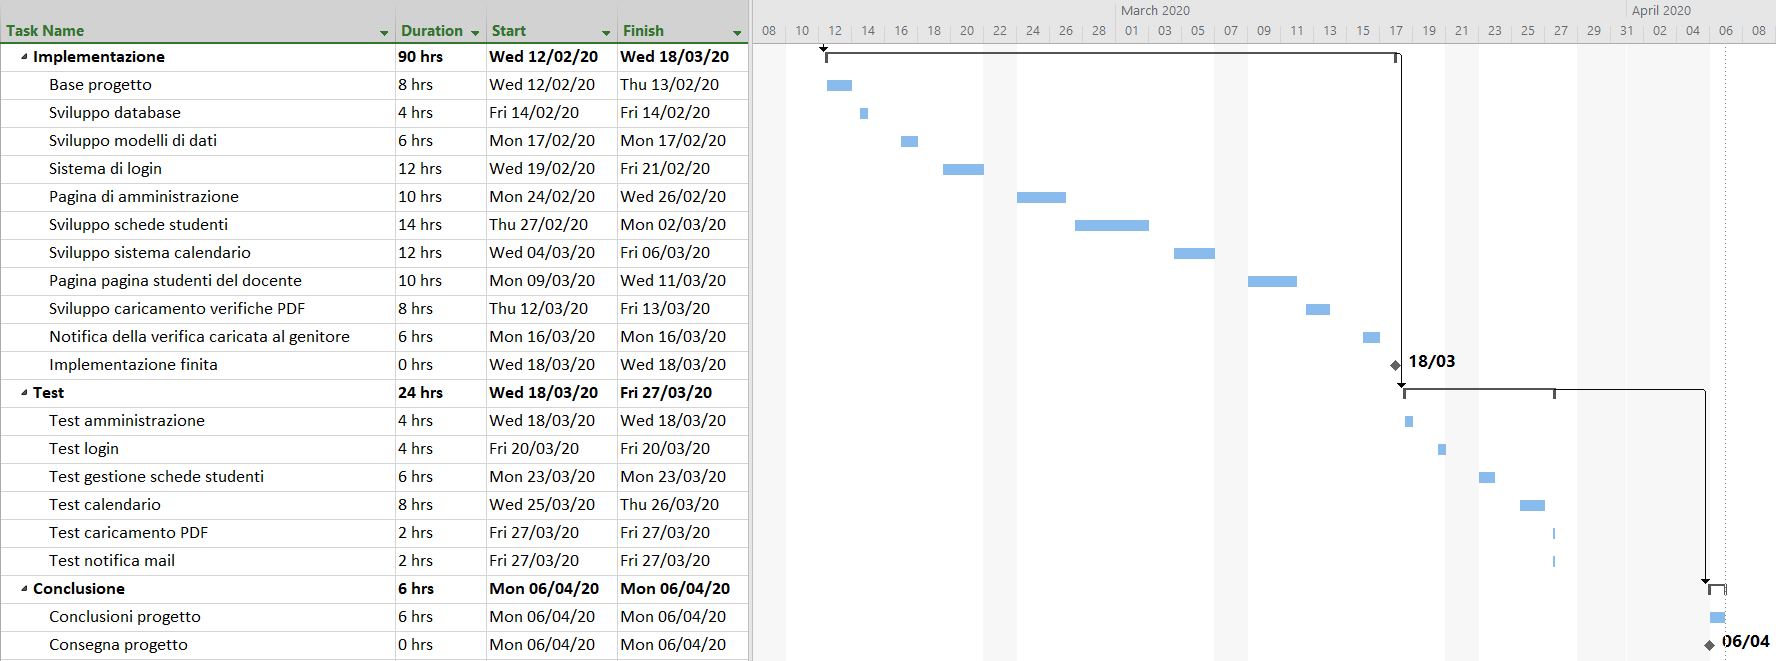 March 2020 April 2020
Task Name Duration Start Finish 08 10 12 14 16 18 20 22 24 26 28 01 03 05 07 09 11 13 15 17 19 21 23 25 27 29 31 02 04 06 08
Implementazione 90 hrs Wed 12/02/20 Wed 18/03/20
Base progetto 8 hrs Wed 12/02/20 Thu 13/02/20
Sviluppo database 4 hrs Fri 14/02/20 Fri 14/02/20
Sviluppo modelli di dati 6 hrs Mon 17/02/20 Mon 17/02/20
Sistema di login 12 hrs Wed 19/02/20 Fri 21/02/20
Pagina di amministrazione 10 hrs Mon 24/02/20 Wed 26/02/20
Sviluppo schede studenti 14 hrs Thu 27/02/20 Mon 02/03/20
Sviluppo sistema calendario 12 hrs Wed 04/03/20 Fri 06/03/20
Pagina pagina studenti del docente 10 hrs Mon 09/03/20 Wed 11/03/20
Sviluppo caricamento verifiche PDF 8 hrs Thu 12/03/20 Fri 13/03/20
Notifica della verifica caricata al genitore 6 hrs Mon 16/03/20 Mon 16/03/20
Implementazione finita 0 hrs Wed 18/03/20 Wed 18/03/20 18/03
Test 24 hrs Wed 18/03/20 Fri 27/03/20
Test amministrazione 4 hrs Wed 18/03/20 Wed 18/03/20
Test login 4 hrs Fri 20/03/20 Fri 20/03/20
Test gestione schede studenti 6 hrs Mon 23/03/20 Mon 23/03/20
Test calendario 8 hrs Wed 25/03/20 Thu 26/03/20
Test caricamento PDF 2 hrs Fri 27/03/20 Fri 27/03/20
Test notifica mail 2 hrs Fri 27/03/20 Fri 27/03/20
Conclusione 6 hrs Mon 06/04/20 Mon 06/04/20
Conclusioni progetto 6 hrs Mon 06/04/20 Mon 06/04/20
Consegna progetto 0 hrs Mon 06/04/20 Mon 06/04/20 06/04